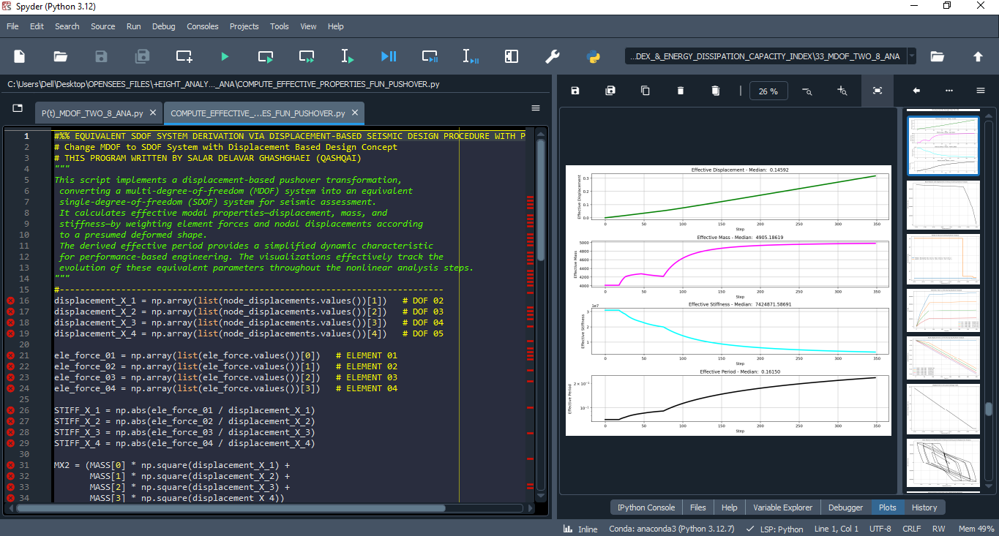 Spyder (Python 3.12)
File Edit Search Source Run Debug Consoles Projects Tools View Help
...DEX_&_ENERGY_DISSIPATION_CAPACITY_INDEX\33_MDOF_TWO_8_ANA
C:\Users\Dell\Desktop\OPENSEES_FILES\+EIGHT_ANALY..._ANA\COMPUTE_EFFECTIVE_PROPERTIES_FUN_PUSHOVER.py
P(t)_MDOF_TWO_8_ANA.py
COMPUTE_EFFECTIVE_...ES_FUN_PUSHOVER.py
1 #%% EQUIVALENT SDOF SYSTEM DERIVATION VIA DISPLACEMENT-BASED SEISMIC DESIGN PROCEDURE WITH P
2 # Change MDOF to SDOF System with Displacement Based Design Concept
3 # THIS PROGRAM WRITTEN BY SALAR DELAVAR GHASHGHAEI (QASHQAI)
4 """
5 This script implements a displacement-based pushover transformation,
6 converting a multi-degree-of-freedom (MDOF) system into an equivalent
7 single-degree-of-freedom (SDOF) system for seismic assessment.
8 It calculates effective modal properties—displacement, mass, and
9 stiffness—by weighting element forces and nodal displacements according
10 to a presumed deformed shape.
11 The derived effective period provides a simplified dynamic characteristic
12 for performance-based engineering. The visualizations effectively track the
13 evolution of these equivalent parameters throughout the nonlinear analysis steps.
14 """
15 #---------------------------------------------------------------------------
16 displacement_X_1 = np.array(list(node_displacements.values())[1]) # DOF 02
17 displacement_X_2 = np.array(list(node_displacements.values())[2]) # DOF 03
18 displacement_X_3 = np.array(list(node_displacements.values())[3]) # DOF 04
19 displacement_X_4 = np.array(list(node_displacements.values())[4]) # DOF 05
20
21 ele_force_01 = np.array(list(ele_force.values())[0]) # ELEMENT 01
22 ele_force_02 = np.array(list(ele_force.values())[1]) # ELEMENT 02
23 ele_force_03 = np.array(list(ele_force.values())[2]) # ELEMENT 03
24 ele_force_04 = np.array(list(ele_force.values())[3]) # ELEMENT 04
25
26 STIFF_X_1 = np.abs(ele_force_01 / displacement_X_1)
27 STIFF_X_2 = np.abs(ele_force_02 / displacement_X_2)
28 STIFF_X_3 = np.abs(ele_force_03 / displacement_X_3)
29 STIFF_X_4 = np.abs(ele_force_04 / displacement_X_4)
30
31 MX2 = (MASS[0] * np.square(displacement_X_1) +
32 MASS[1] * np.square(displacement_X_2) +
33 MASS[2] * np.square(displacement_X_3) +
34 MASS[3] * np.square(displacement_X_4))
26 %
Effective Displacement - Median: 0.14592
Effective Displacement
0.3
0.2
0.1
0.0
0 50 100 150 200 250 300 350
Step
Effective Mass - Median: 4905.18619
Effective Mass
5000
4800
4600
4400
4200
4000
0 50 100 150 200 250 300 350
Step
Effective Stiffness - Median: 7424871.58691
1e7
Effective Stiffness
3
2
1
0 50 100 150 200 250 300 350
Step
Effective Period - Median: 0.16150
Effective Period
2 × 10⁻¹
10⁻¹
0 50 100 150 200 250 300 350
Step
IPython Console Files Help Variable Explorer Debugger Plots History
Inline Conda: anaconda3 (Python 3.12.7) LSP: Python Line 1, Col 1 UTF-8 CRLF RW Mem 49%